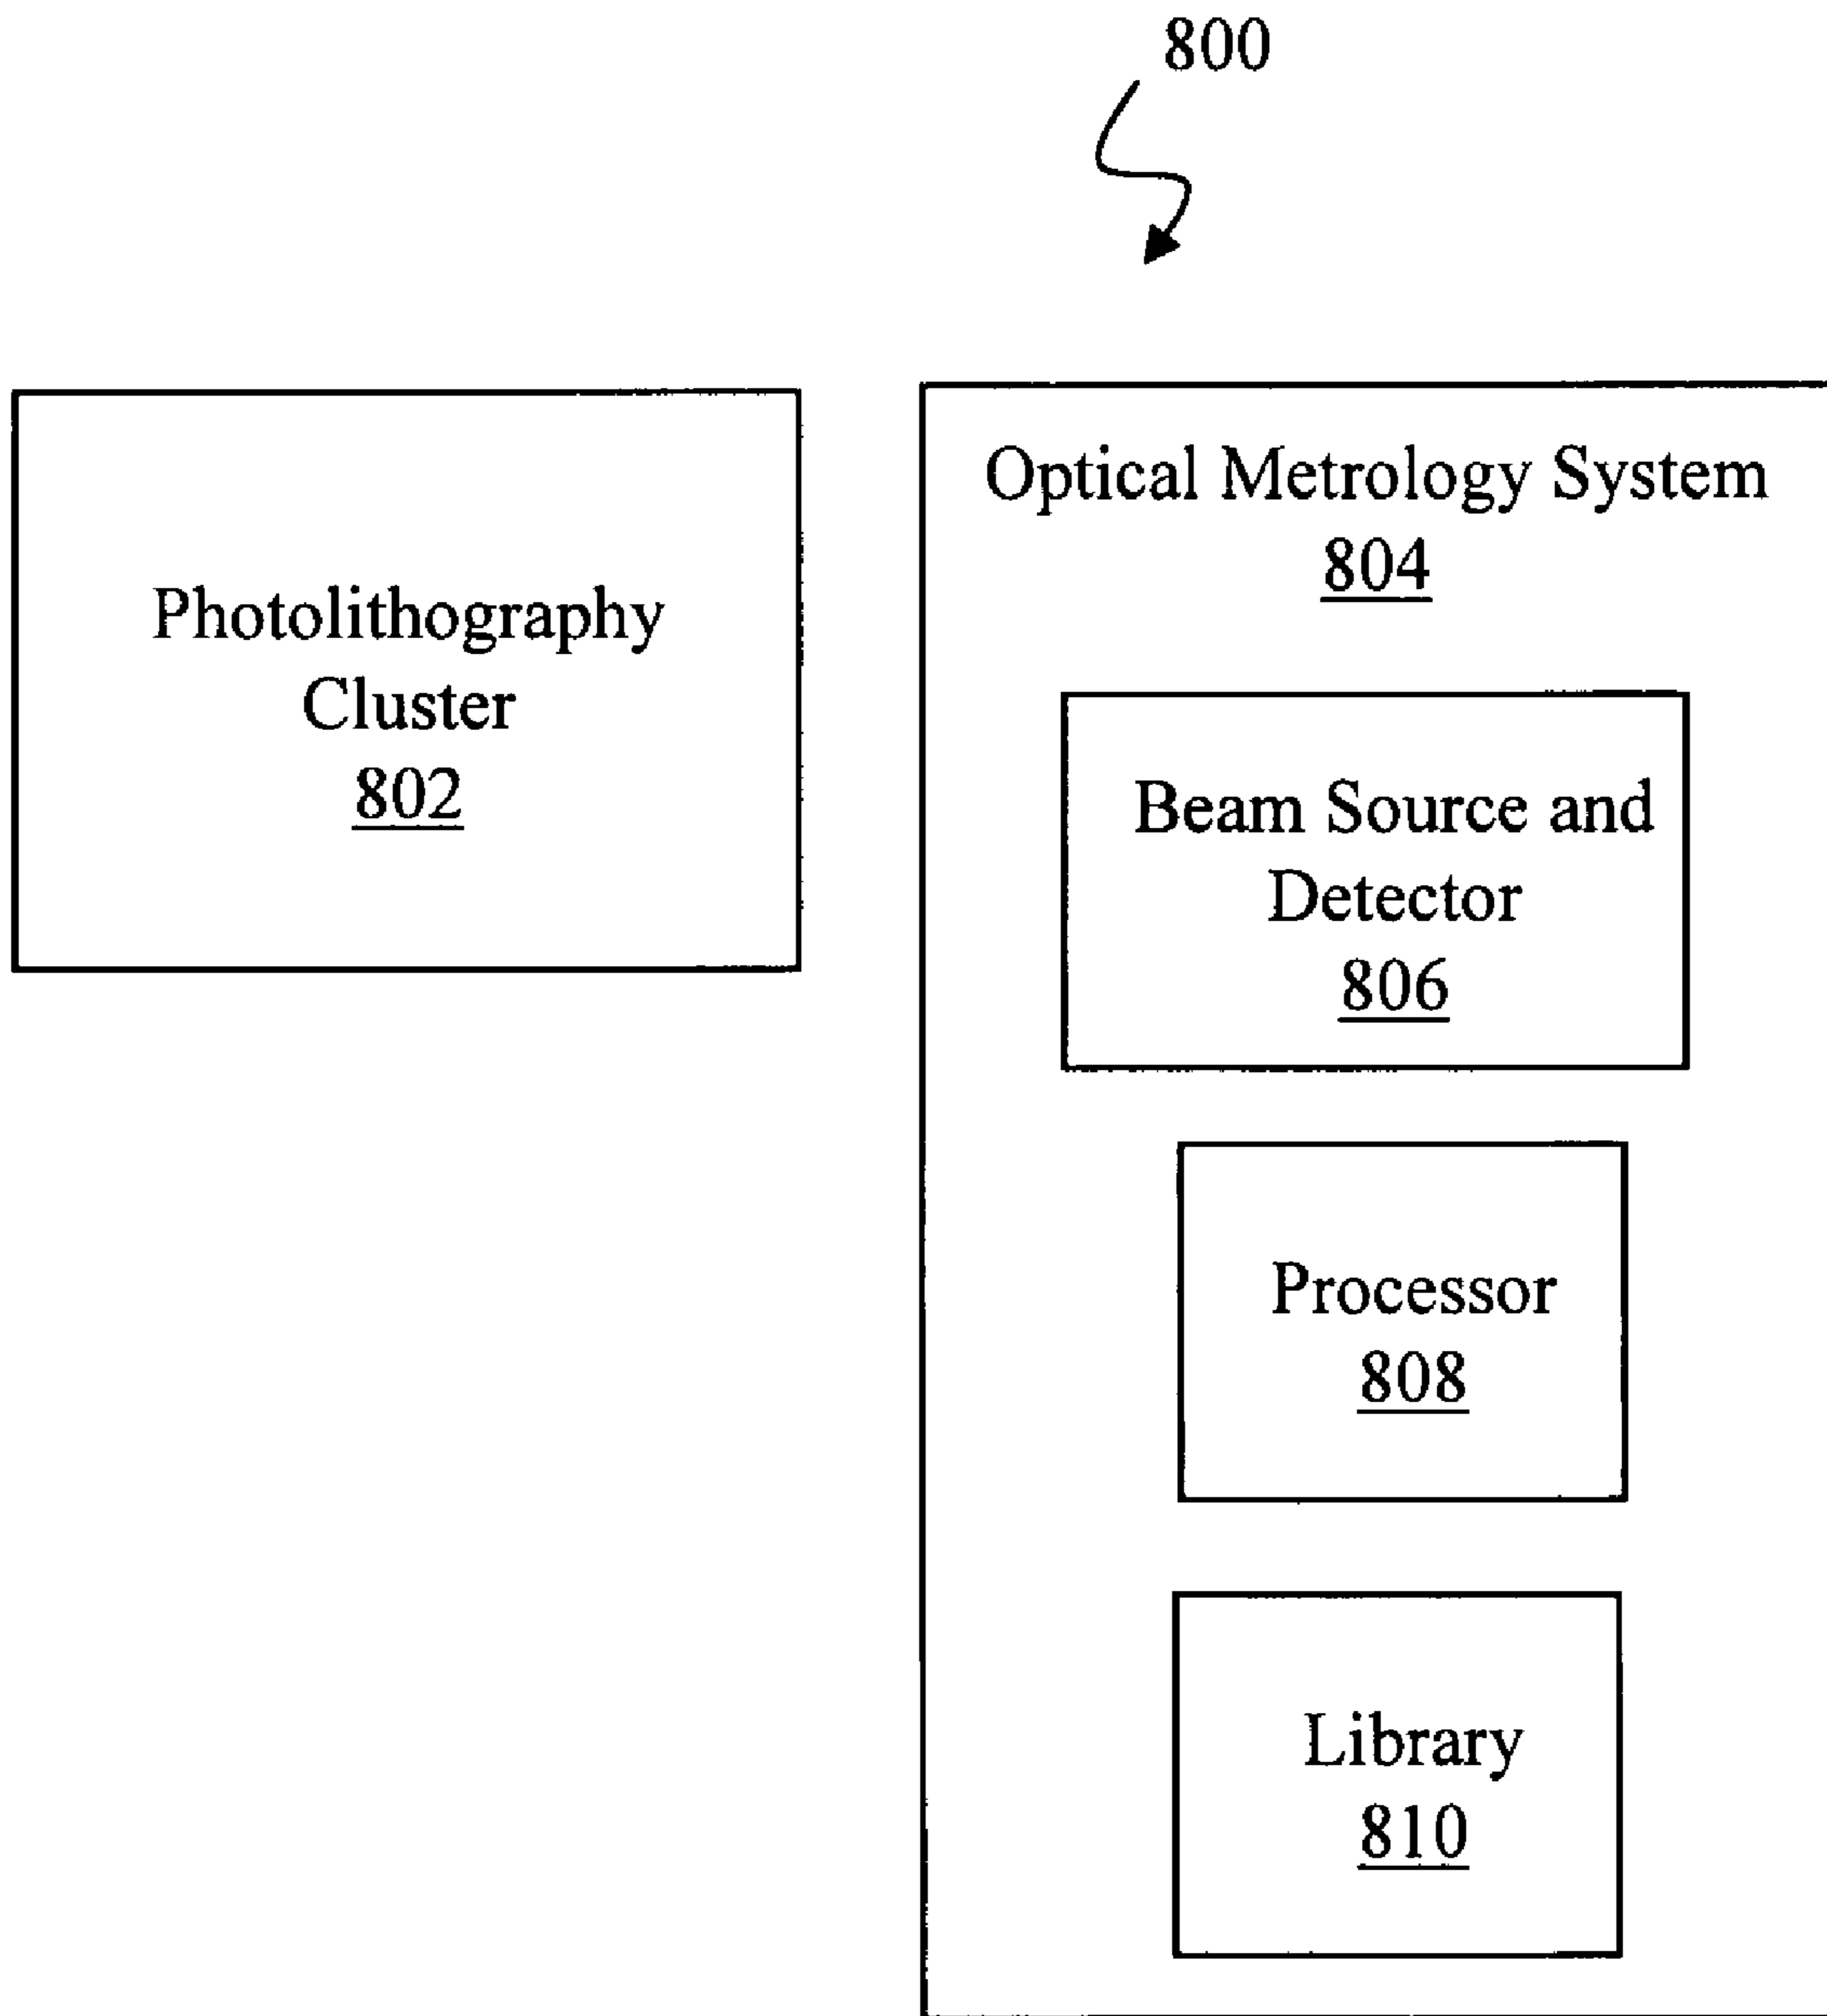 800
Photolithography
Cluster
802
Optical Metrology System
804
Beam Source and
Detector
806
Processor
808
Library
810